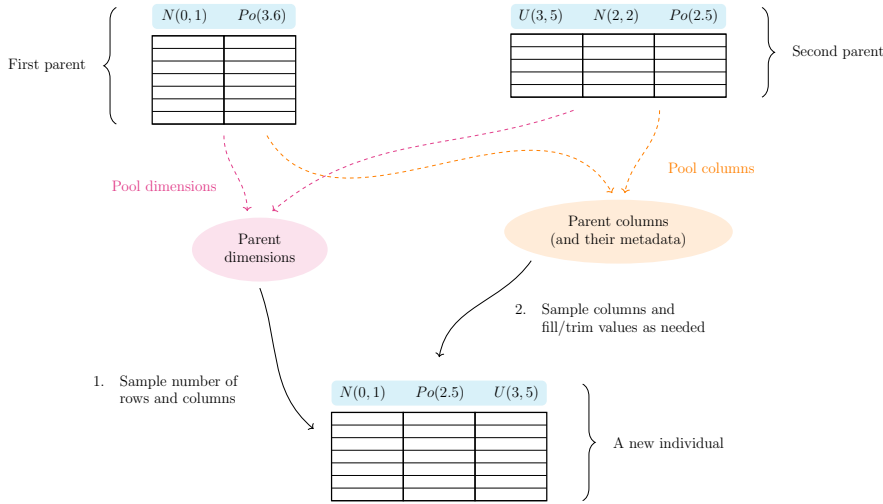 N(0, 1) Po(3.6)
U(3, 5) N(2, 2) Po(2.5)
First parent
Second parent
Pool dimensions
Pool columns
Parent
dimensions
Parent columns
(and their metadata)
2. Sample columns and
fill/trim values as needed
1. Sample number of
rows and columns
N(0, 1) Po(2.5) U(3, 5)
A new individual